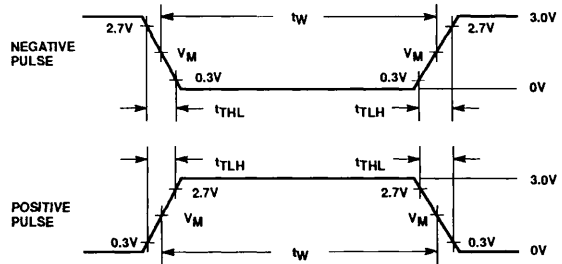 tW
3.0V
2.7V
2.7V
NEGATIVE
PULSE
VM
VM
0.3V
0.3V
0V
tTHL
tTLH
tTLH
tTHL
3.0V
2.7V
2.7V
POSITIVE
PULSE
VM
VM
0.3V
0.3V
tW
0V